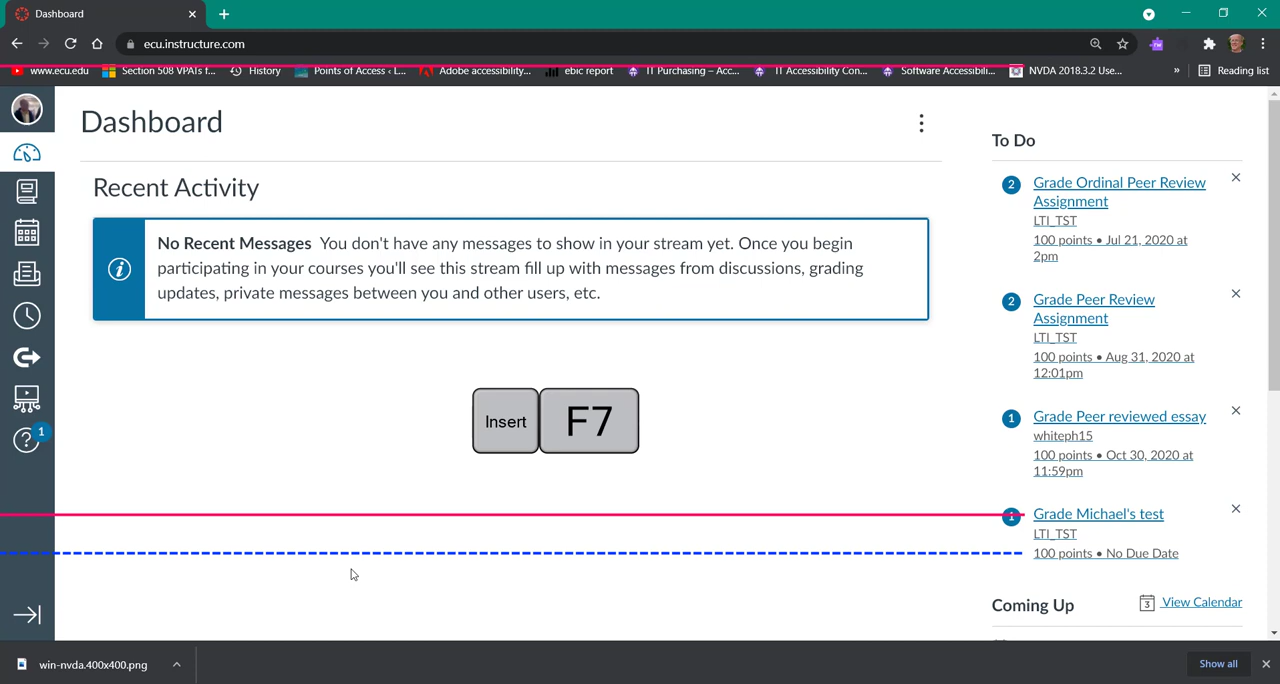 Dashboard
ecu.instructure.com
www.ecu.edu Section 508 VPATs f... History Points of Access ‹ L... Adobe accessibility... ebic report IT Purchasing – Acc... IT Accessibility Con... Software Accessibili... NVDA 2018.3.2 Use... » Reading list
Dashboard
Recent Activity
No Recent Messages You don't have any messages to show in your stream yet. Once you begin
participating in your courses you'll see this stream fill up with messages from discussions, grading
updates, private messages between you and other users, etc.
Insert F7
1
To Do
2 Grade Ordinal Peer Review
Assignment
LTI_TST
100 points • Jul 21, 2020 at
2pm
2 Grade Peer Review
Assignment
LTI_TST
100 points • Aug 31, 2020 at
12:01pm
1 Grade Peer reviewed essay
whiteph15
100 points • Oct 30, 2020 at
11:59pm
1 Grade Michael's test
LTI_TST
100 points • No Due Date
Coming Up 3 View Calendar
win-nvda.400x400.png
Show all